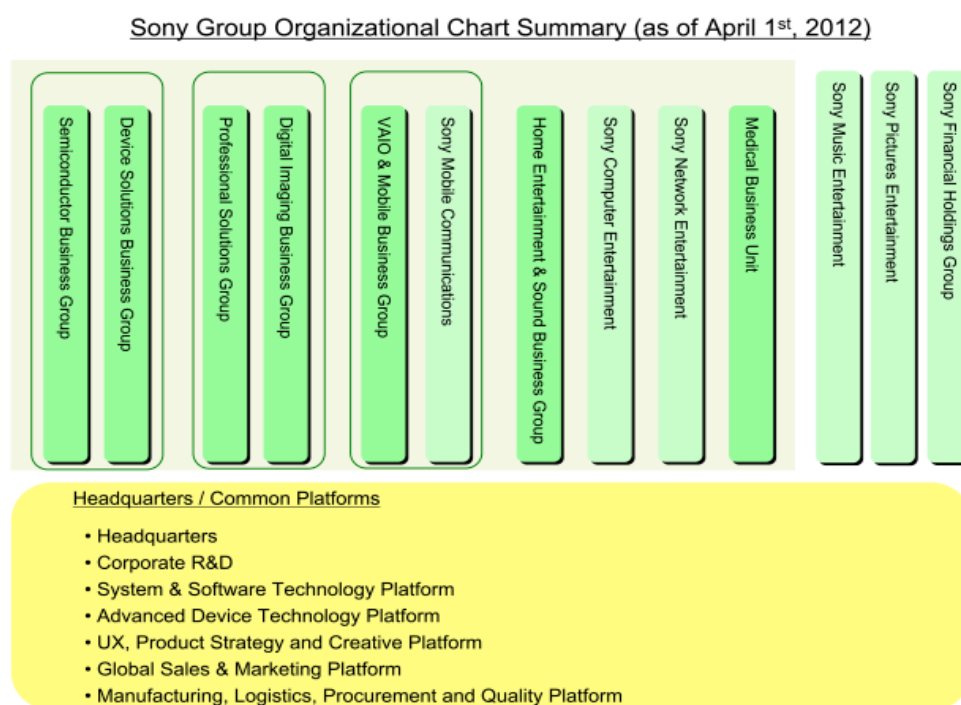 Sony Group Organizational Chart Summary (as of April 1st, 2012)
Semiconductor Business Group
Device Solutions Business Group
Professional Solutions Group
Digital Imaging Business Group
VAIO & Mobile Business Group
Sony Mobile Communications
Home Entertainment & Sound Business Group
Sony Computer Entertainment
Sony Network Entertainment
Medical Business Unit
Sony Music Entertainment
Sony Pictures Entertainment
Sony Financial Holdings Group
Headquarters / Common Platforms
• Headquarters
• Corporate R&D
• System & Software Technology Platform
• Advanced Device Technology Platform
• UX, Product Strategy and Creative Platform
• Global Sales & Marketing Platform
• Manufacturing, Logistics, Procurement and Quality Platform